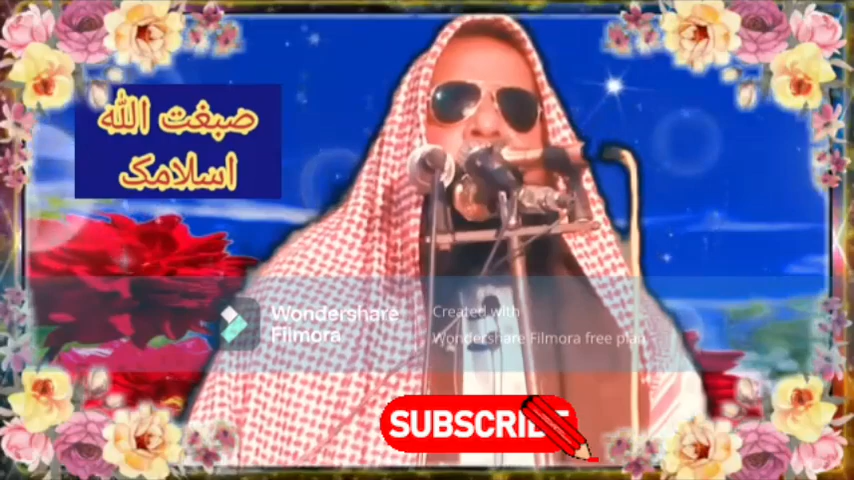 صبغت الله
اسلامک
Wondershare
Filmora
Created with
Wondershare Filmora free plan
SUBSCRIBE